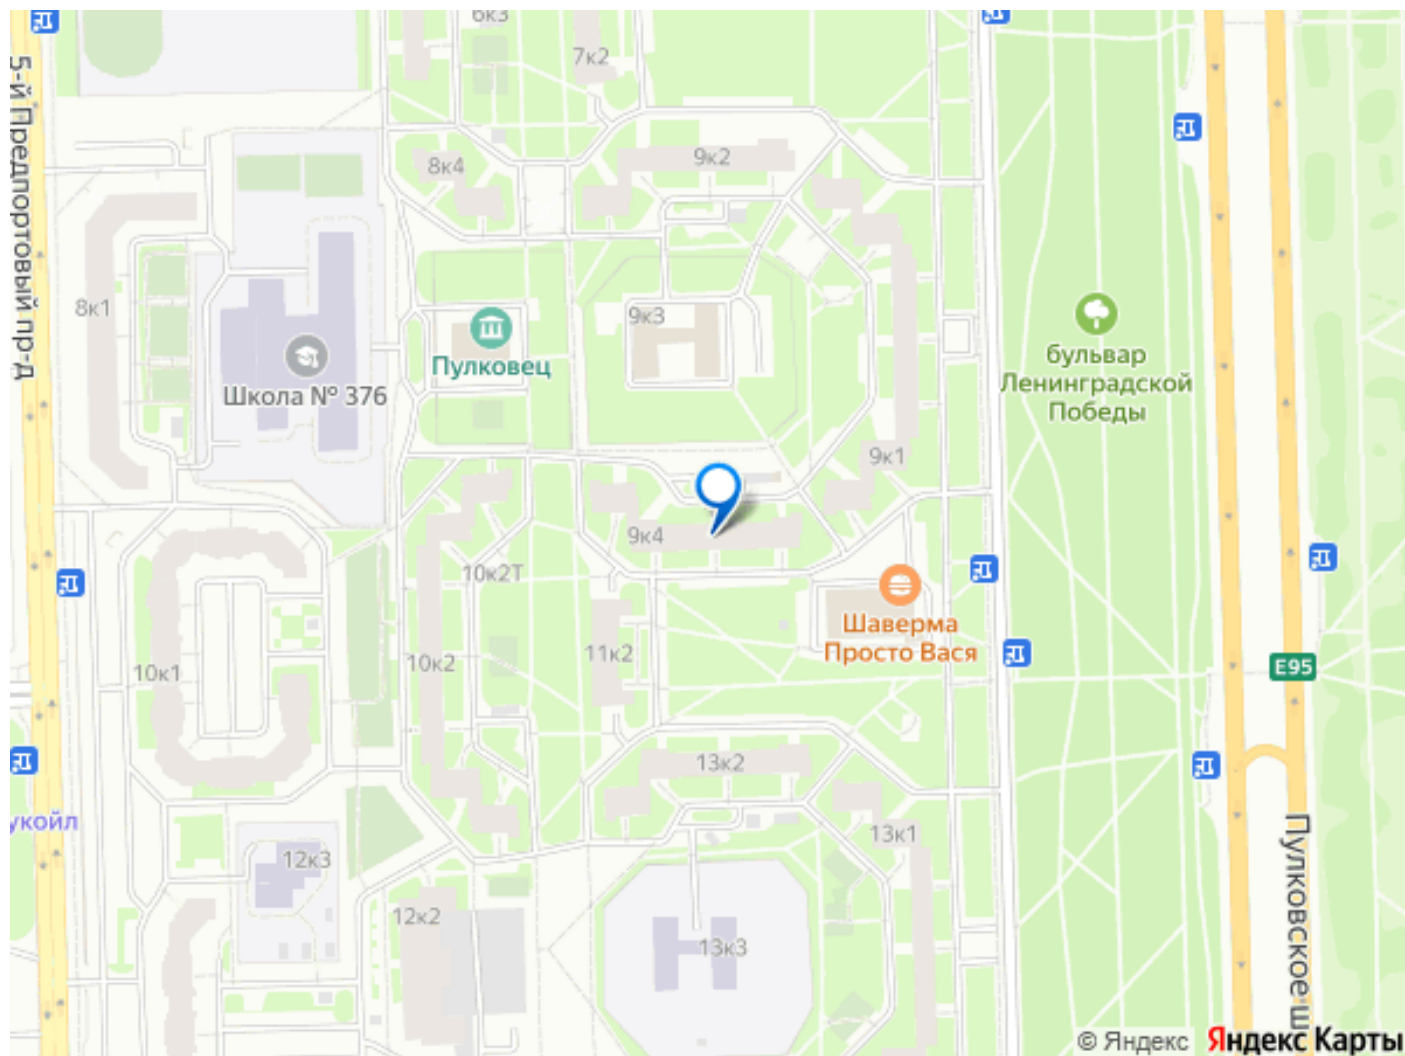 6к3
7к2
5-й Предпортовый пр-д
9к2
8к4
8к1
9к3
Пулковец
Школа № 376
бульвар
Ленинградской
Победы
9к1
9к4
10к2Т
Шаверма
Просто Вася
11к2
10к2
10к1
E95
13к2
укойл
13к1
12к3
Пулковское ш
12к2
13к3
© Яндекс Яндекс Карты